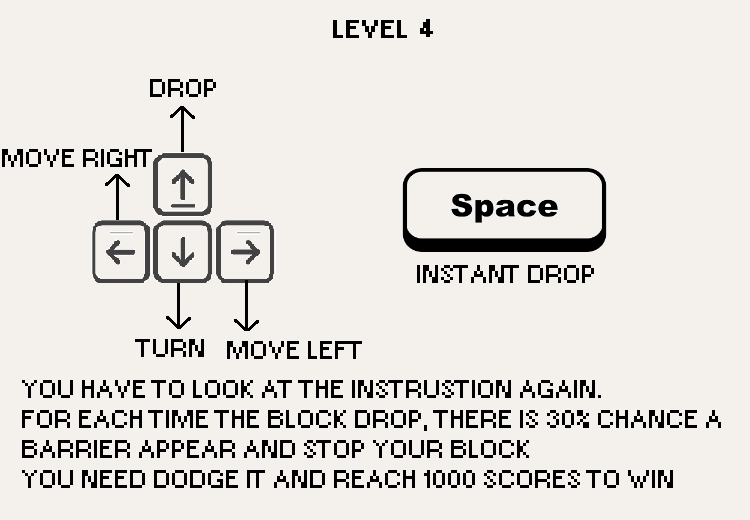 LEVEL 4
DROP
MOVE RIGHT
Space
INSTANT DROP
TURN MOVE LEFT
YOU HAVE TO LOOK AT THE INSTRUSTION AGAIN.
FOR EACH TIME THE BLOCK DROP, THERE IS 30% CHANCE A
BARRIER APPEAR AND STOP YOUR BLOCK
YOU NEED DODGE IT AND REACH 1000 SCORES TO WIN